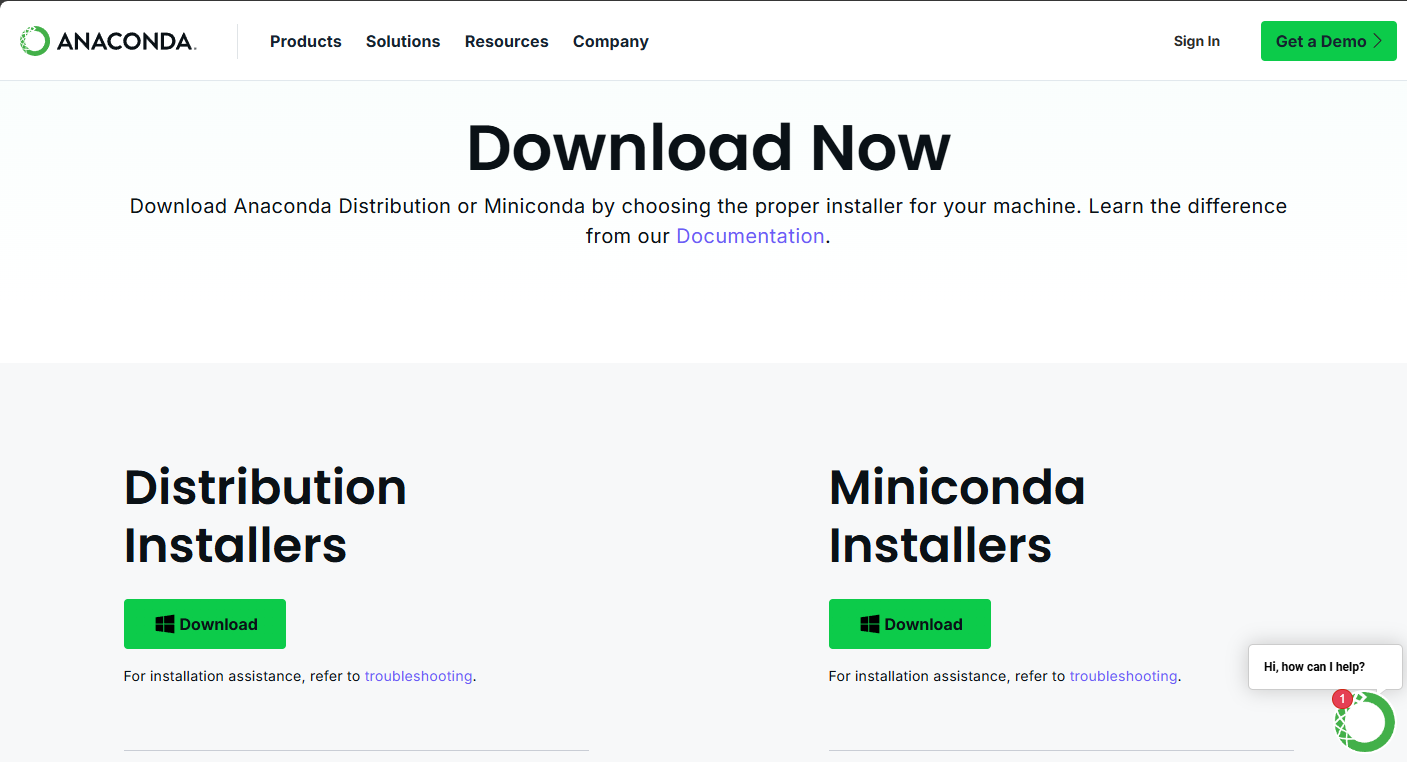 ANACONDA.
Products
Solutions
Resources
Company
Sign In
Get a Demo
Download Now
Download Anaconda Distribution or Miniconda by choosing the proper installer for your machine. Learn the difference
from our Documentation.
Distribution
Installers
Download
For installation assistance, refer to troubleshooting.
Miniconda
Installers
Download
For installation assistance, refer to troubleshooting.
Hi, how can I help?
1